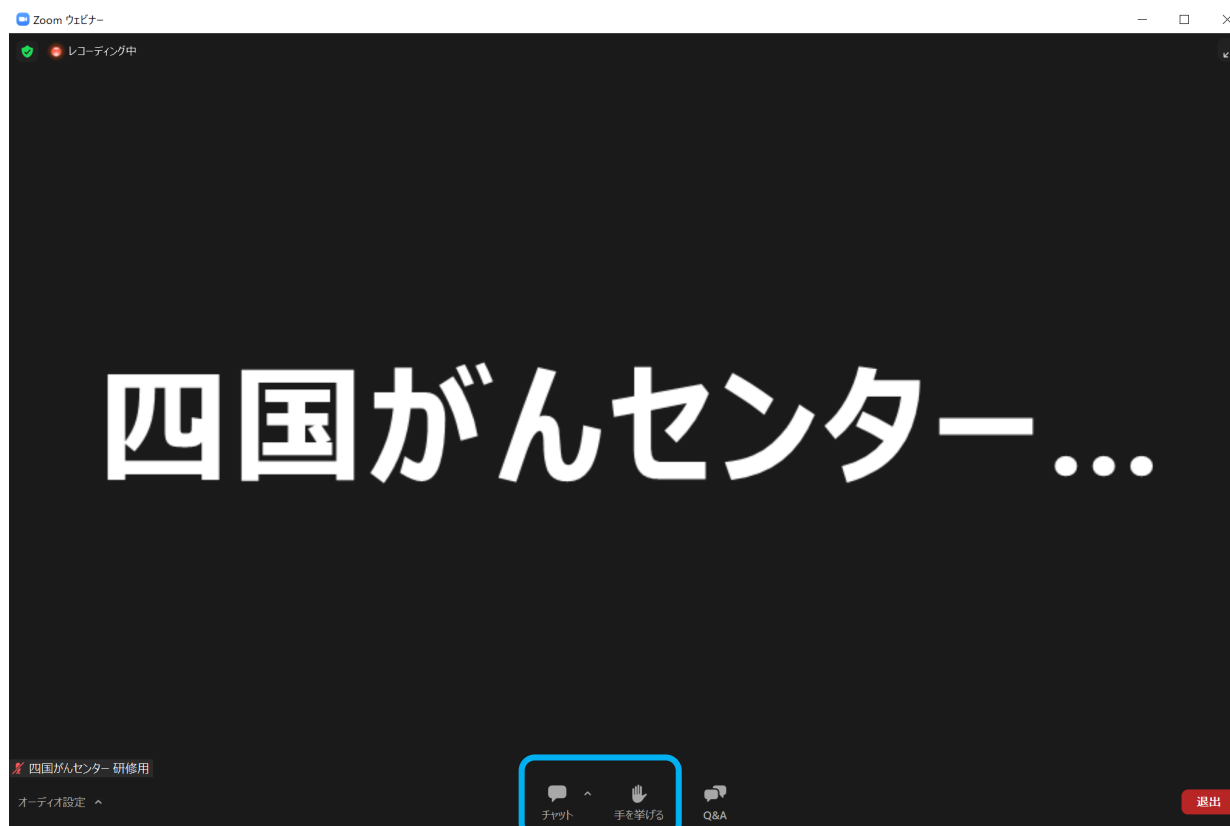 Zoom ウェビナー
レコーディング中
四国がんセンター...
四国がんセンター 研修用
オーディオ設定
チャット
手を挙げる
Q&A
退出